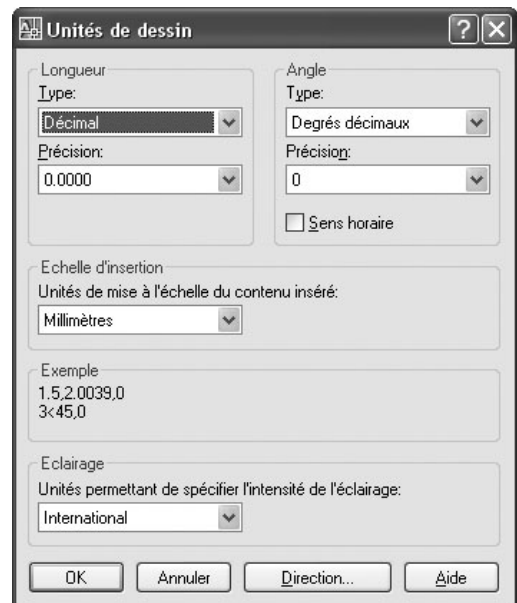 Unités de dessin
Longueur
Type:
Décimal
Précision:
0.0000
Angle
Type:
Degrés décimaux
Précision:
0
Sens horaire
Echelle d'insertion
Unités de mise à l'échelle du contenu inséré:
Millimètres
Exemple
1.5,2.0039,0
3<45,0
Eclairage
Unités permettant de spécifier l'intensité de l'éclairage:
International
OK Annuler Direction... Aide